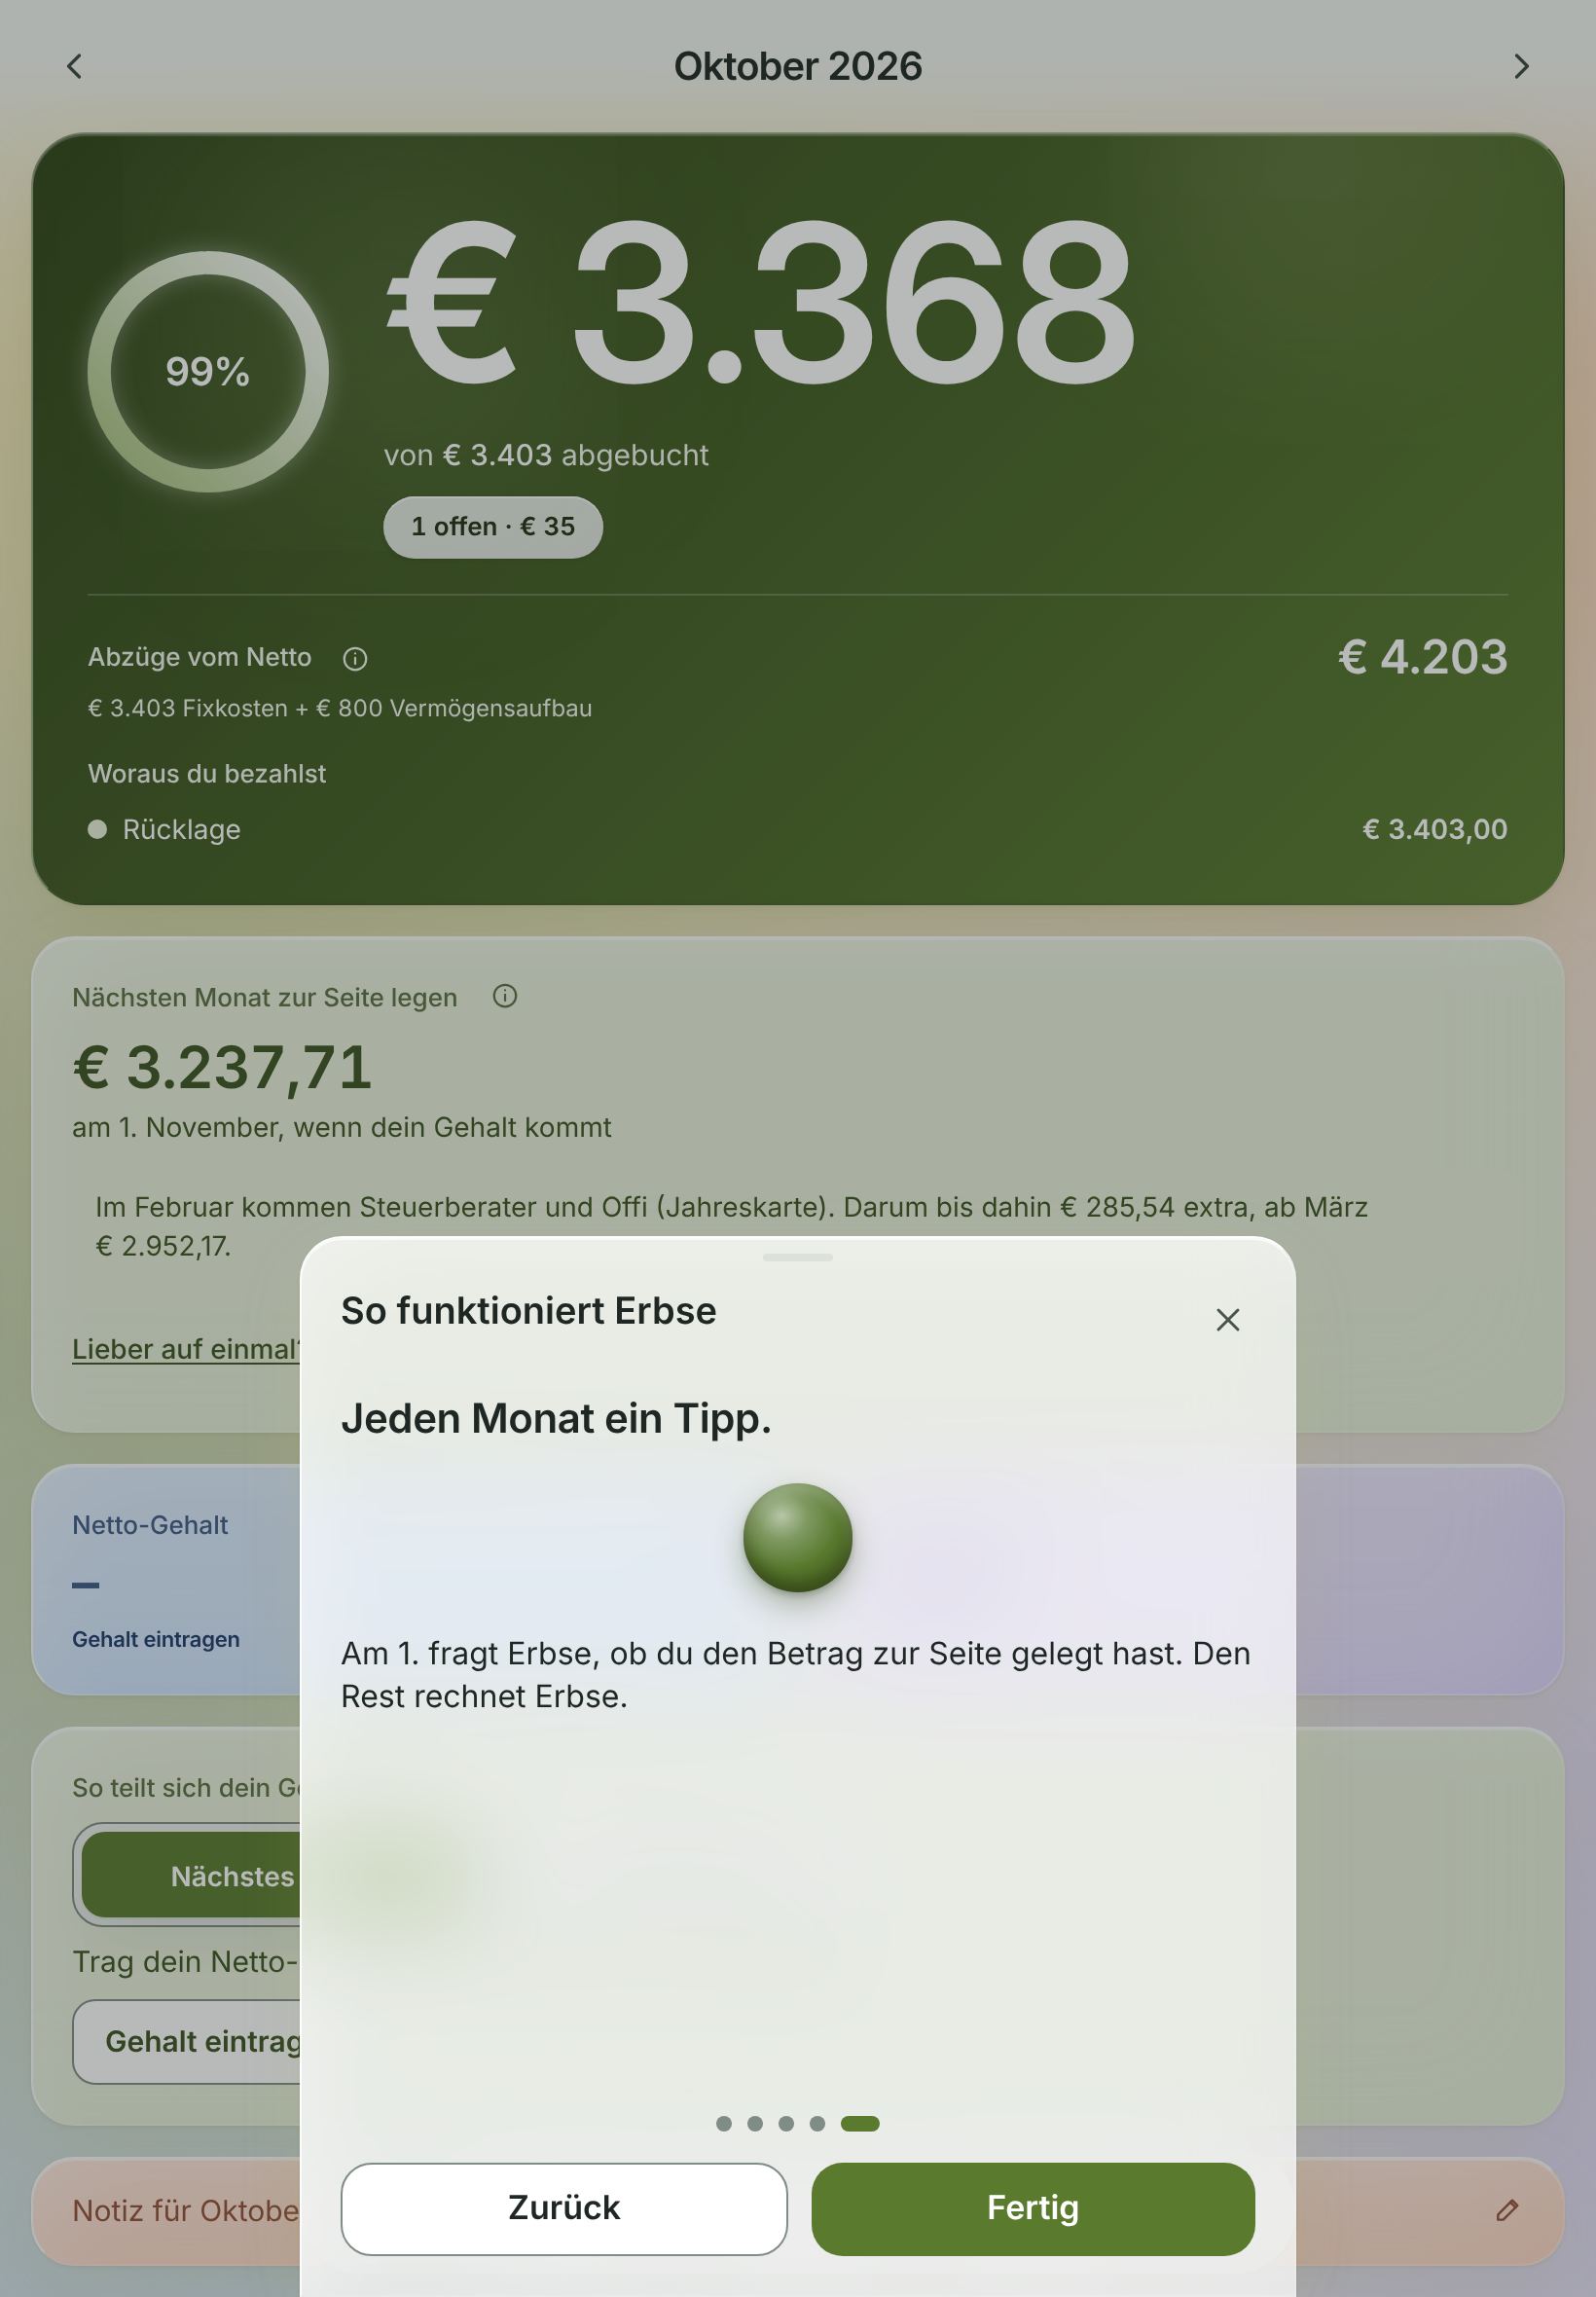 Oktober 2026
99%
€ 3.368
von € 3.403 abgebucht
1 offen · € 35
Abzüge vom Netto
€ 4.203
€ 3.403 Fixkosten + € 800 Vermögensaufbau
Woraus du bezahlst
Rücklage
€ 3.403,00
Nächsten Monat zur Seite legen
€ 3.237,71
am 1. November, wenn dein Gehalt kommt
Im Februar kommen Steuerberater und Offi (Jahreskarte). Darum bis dahin € 285,54 extra, ab März
€ 2.952,17.
Lieber auf einmal?
Netto-Gehalt
–
Gehalt eintragen
So teilt sich dein
Nächstes
Trag dein Netto-
Gehalt
Notiz für
So funktioniert Erbse
Jeden Monat ein Tipp.
Am 1. fragt Erbse, ob du den Betrag zur Seite gelegt hast. Den
Rest rechnet Erbse.
Zurück
Fertig